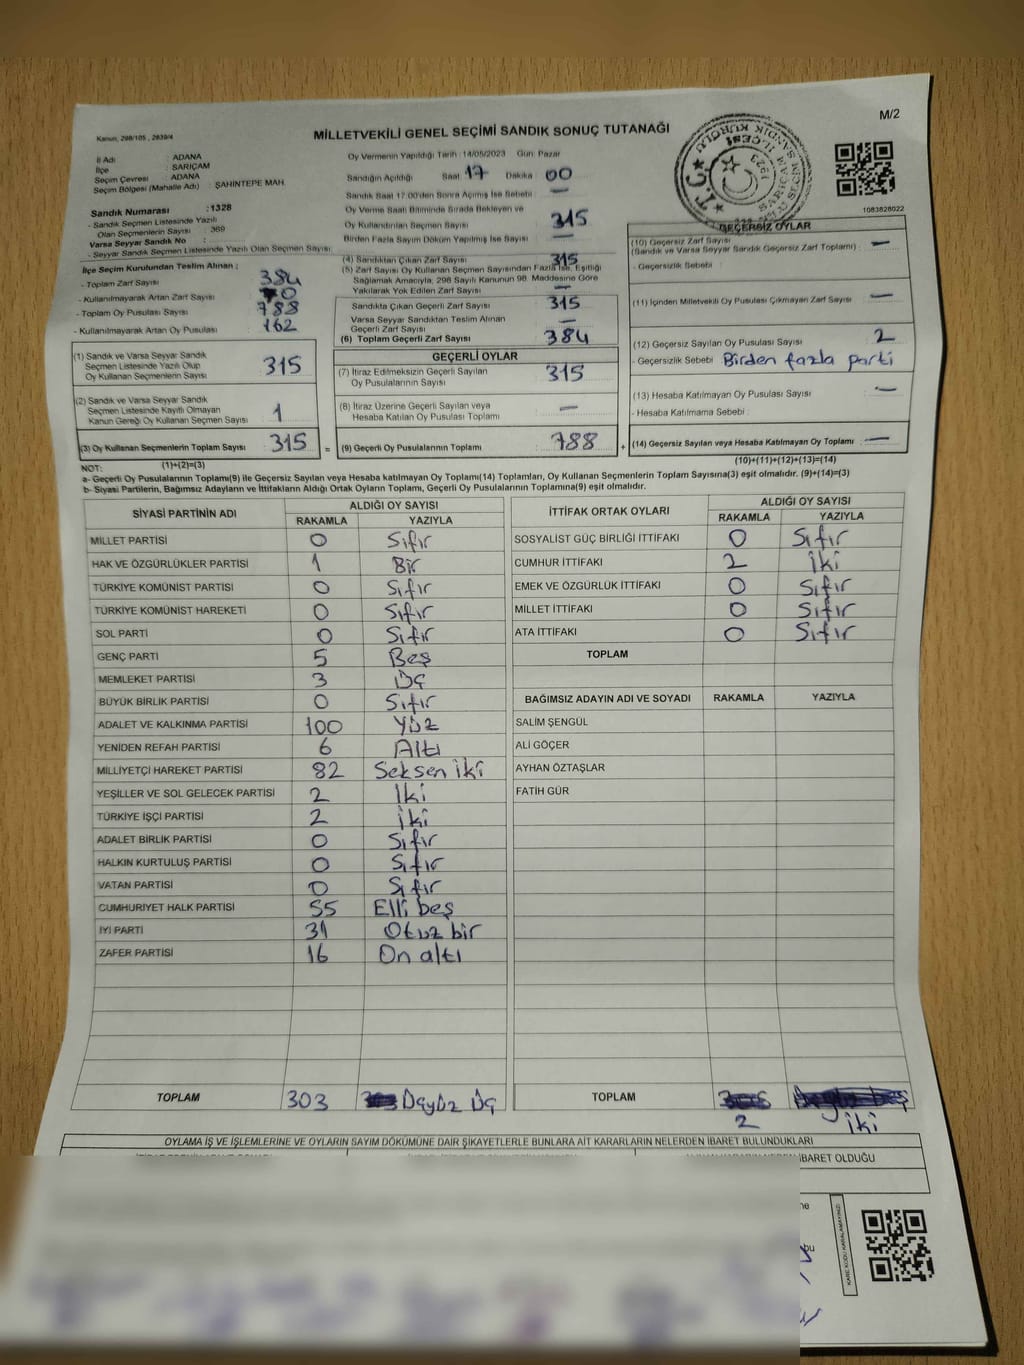 Kanun, 298/105 , 2839/4
MİLLETVEKİLİ GENEL SEÇİMİ SANDIK SONUÇ TUTANAĞI
M/2
İl Adı : ADANA
İlçe : SARIÇAM
Seçim Çevresi : ADANA
Seçim Bölgesi (Mahalle Adı) : ŞAHİNTEPE MAH.
Sandık Numarası : 1328
- Sandık Seçmen Listesinde Yazılı
Olan Seçmenlerin Sayısı : 369
Varsa Seyyar Sandık No :
- Seyyar Sandık Seçmen Listesinde Yazılı Olan Seçmen Sayısı:
İlçe Seçim Kurulundan Teslim Alınan :
- Toplam Zarf Sayısı 384
- Kullanılmayarak Artan Zarf Sayısı 0
- Toplam Oy Pusulası Sayısı 788
- Kullanılmayarak Artan Oy Pusulası 162
(1) Sandık ve Varsa Seyyar Sandık
Seçmen Listesinde Yazılı Olup
Oy Kullanan Seçmenlerin Sayısı 315
(2) Sandık ve Varsa Seyyar Sandık
Seçmen Listesinde Kayıtlı Olmayan
Kanun Gereği Oy Kullanan Seçmen Sayısı 1
(3) Oy Kullanan Seçmenlerin Toplam Sayısı 315 =
(1)+(2)=(3)
Oy Vermenin Yapıldığı Tarih : 14/05/2023 Gün: Pazar
Sandığın Açıldığı Saat 17 Dakika 00
Sandık Saat 17.00'den Sonra Açılmış İse Sebebi : —
Oy Verme Saati Bitiminde Sırada Bekleyen ve
Oy Kullandırılan Seçmen Sayısı 315
Birden Fazla Sayım Döküm Yapılmış İse Sayısı —
(4) Sandıktan Çıkan Zarf Sayısı 315
(5) Zarf Sayısı Oy Kullanan Seçmen Sayısından Fazla İse, Eşitliği
Sağlamak Amacıyla, 298 Sayılı Kanunun 98. Maddesine Göre
Yakılarak Yok Edilen Zarf Sayısı —
Sandıkta Çıkan Geçerli Zarf Sayısı 315
Varsa Seyyar Sandıktan Teslim Alınan
Geçerli Zarf Sayısı —
(6) Toplam Geçerli Zarf Sayısı 384
GEÇERLİ OYLAR
(7) İtiraz Edilmeksizin Geçerli Sayılan
Oy Pusulalarının Sayısı 315
(8) İtiraz Üzerine Geçerli Sayılan veya
Hesaba Katılan Oy Pusulası Toplamı —
(9) Geçerli Oy Pusulalarının Toplamı 788 +
1083828022
GEÇERSİZ OYLAR
(10) Geçersiz Zarf Sayısı —
(Sandık ve Varsa Seyyar Sandık Geçersiz Zarf Toplamı) :
- Geçersizlik Sebebi :
(11) İçinden Milletvekili Oy Pusulası Çıkmayan Zarf Sayısı —
(12) Geçersiz Sayılan Oy Pusulası Sayısı 2
- Geçersizlik Sebebi : Birden fazla parti
(13) Hesaba Katılmayan Oy Pusulası Sayısı —
- Hesaba Katılmama Sebebi :
(14) Geçersiz Sayılan veya Hesaba Katılmayan Oy Toplamı : —
(10)+(11)+(12)+(13)=(14)
NOT:
a- Geçerli Oy Pusulalarının Toplamı(9) ile Geçersiz Sayılan veya Hesaba katılmayan Oy Toplamı(14) Toplamları, Oy Kullanan Seçmenlerin Toplam Sayısına(3) eşit olmalıdır. (9)+(14)=(3)
b- Siyasi Partilerin, Bağımsız Adayların ve İttifakların Aldığı Ortak Oyların Toplamı, Geçerli Oy Pusulalarının Toplamına(9) eşit olmalıdır.
SİYASİ PARTİNİN ADI ALDIĞI OY SAYISI
RAKAMLA YAZIYLA
MİLLET PARTİSİ 0 Sıfır
HAK VE ÖZGÜRLÜKLER PARTİSİ 1 Bir
TÜRKİYE KOMÜNİST PARTİSİ 0 Sıfır
TÜRKİYE KOMÜNİST HAREKETİ 0 Sıfır
SOL PARTİ 0 Sıfır
GENÇ PARTİ 5 Beş
MEMLEKET PARTİSİ 3 Üç
BÜYÜK BİRLİK PARTİSİ 0 Sıfır
ADALET VE KALKINMA PARTİSİ 100 Yüz
YENİDEN REFAH PARTİSİ 6 Altı
MİLLİYETÇİ HAREKET PARTİSİ 82 Seksen iki
YEŞİLLER VE SOL GELECEK PARTİSİ 2 İki
TÜRKİYE İŞÇİ PARTİSİ 2 İki
ADALET BİRLİK PARTİSİ 0 Sıfır
HALKIN KURTULUŞ PARTİSİ 0 Sıfır
VATAN PARTİSİ 0 Sıfır
CUMHURİYET HALK PARTİSİ 55 Elli beş
İYİ PARTİ 31 Otuz bir
ZAFER PARTİSİ 16 On altı
TOPLAM 303 Üçyüz Üç
İTTİFAK ORTAK OYLARI ALDIĞI OY SAYISI
RAKAMLA YAZIYLA
SOSYALİST GÜÇ BİRLİĞİ İTTİFAKI 0 Sıfır
CUMHUR İTTİFAKI 2 İki
EMEK VE ÖZGÜRLÜK İTTİFAKI 0 Sıfır
MİLLET İTTİFAKI 0 Sıfır
ATA İTTİFAKI 0 Sıfır
TOPLAM
BAĞIMSIZ ADAYIN ADI VE SOYADI RAKAMLA YAZIYLA
SALİM ŞENGÜL
ALİ GÖÇER
AYHAN ÖZTAŞLAR
FATİH GÜR
TOPLAM 2 İki
OYLAMA İŞ VE İŞLEMLERİNE VE OYLARIN SAYIM DÖKÜMÜNE DAİR ŞİKAYETLERLE BUNLARA AİT KARARLARIN NELERDEN İBARET BULUNDUKLARI
İBARET OLDUĞU
KARE KODU KARALAMAYINIZ!